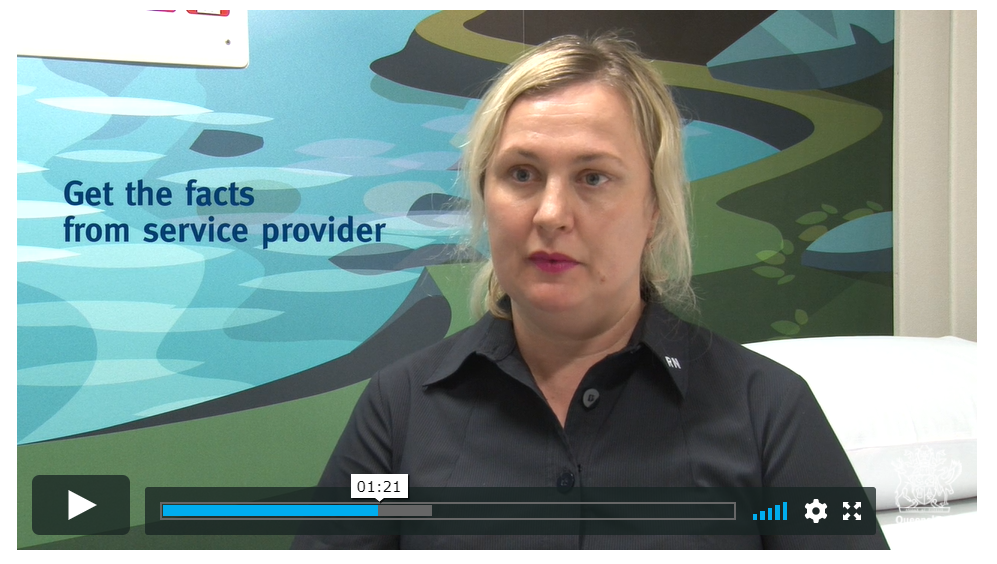 Get the facts
from service provider
RN
01:21